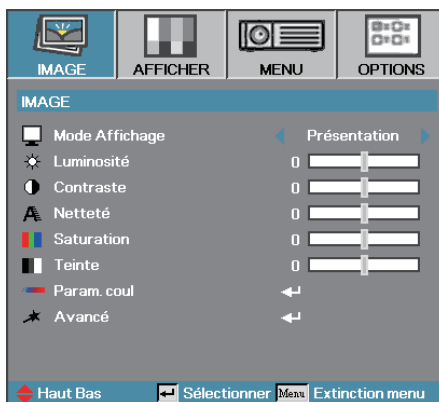 IMAGE AFFICHER MENU OPTIONS
IMAGE
Mode Affichage Présentation
Luminosité 0
Contraste 0
Netteté 0
Saturation 0
Teinte 0
Param. coul
Avancé
Haut Bas Sélectionner Menu Extinction menu